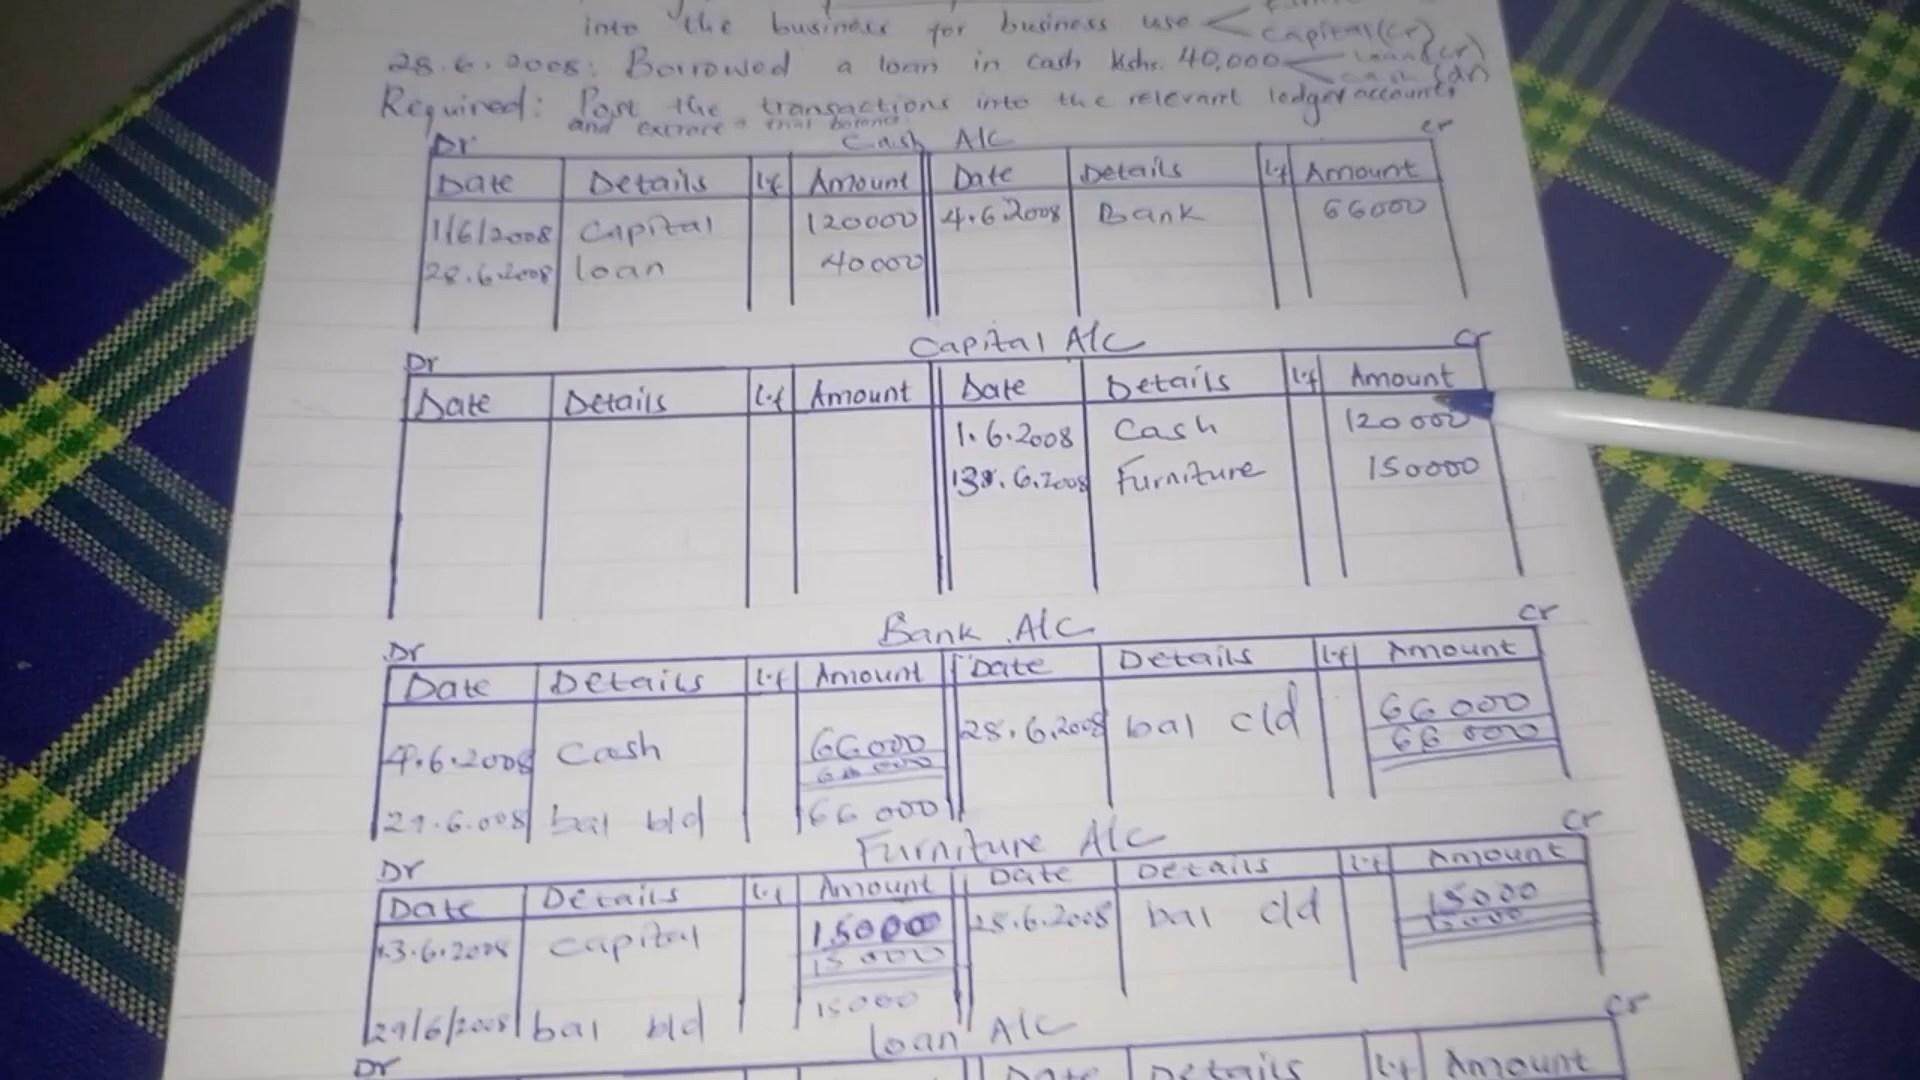 into the business for business use
capital(cr)
28.6.2008: Borrowed a loan in cash Kshs. 40,000 loan(cr)
cash (dr)
Required: Post the transactions into the relevant ledger accounts
and extract a trial balance
Dr Cash A/C cr
Date Details l.f Amount Date Details l.f Amount
1/6/2008 Capital 120000 4.6.2008 Bank 66000
28.6.2008 loan 40000
Dr Capital A/C Cr
Date Details l.f Amount Date Details l.f Amount
1.6.2008 Cash 120000
13.6.2008 Furniture 150000
Dr Bank A/C Cr
Date Details l.f Amount Date Details l.f Amount
4.6.2008 Cash 66000 28.6.2008 bal c/d 66000
66000 66000
29.6.008 bal b/d 66000
Dr Furniture A/C Cr
Date Details l.f Amount Date Details l.f Amount
13.6.2008 capital 15000 28.6.2008 bal c/d 15000
15000 15000
29/6/2008 bal b/d 15000
Dr loan A/C Cr
Date Details l.f Amount